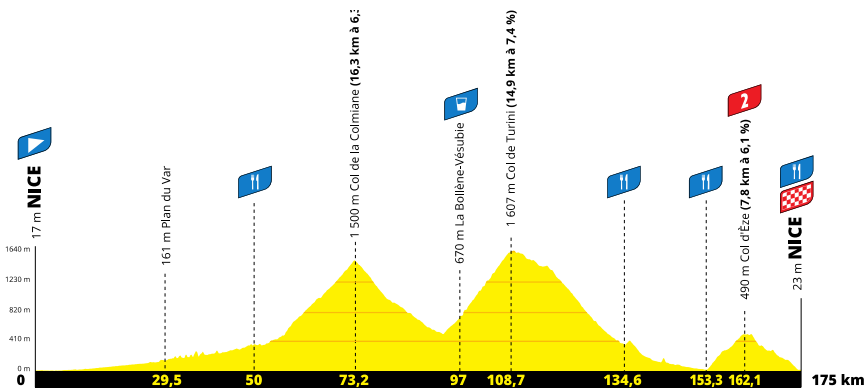 17 m NICE
161 m Plan du Var
1 500 m Col de la Colmiane (16,3 km à 6,
670 m La Bollène-Vésubie
1 607 m Col de Turini (14,9 km à 7,4 %)
2
490 m Col d'Èze (7,8 km à 6,1 %)
23 m NICE
1640 m
1230 m
820 m
410 m
0 m
0 29,5 50 73,2 97 108,7 134,6 153,3 162,1 175 km